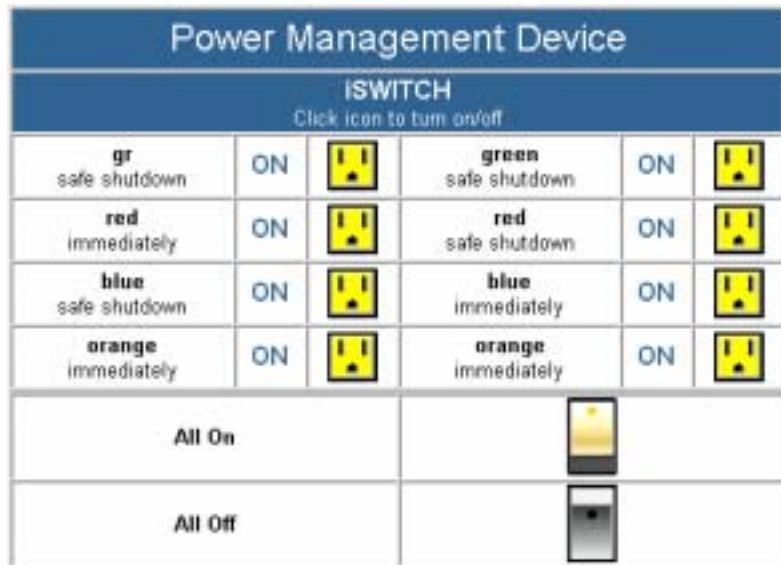 Power Management Device
iSWITCH
Click icon to turn on/off
gr
safe shutdown
ON
green
safe shutdown
ON
red
immediately
ON
red
safe shutdown
ON
blue
safe shutdown
ON
blue
immediately
ON
orange
immediately
ON
orange
immediately
ON
All On
All Off